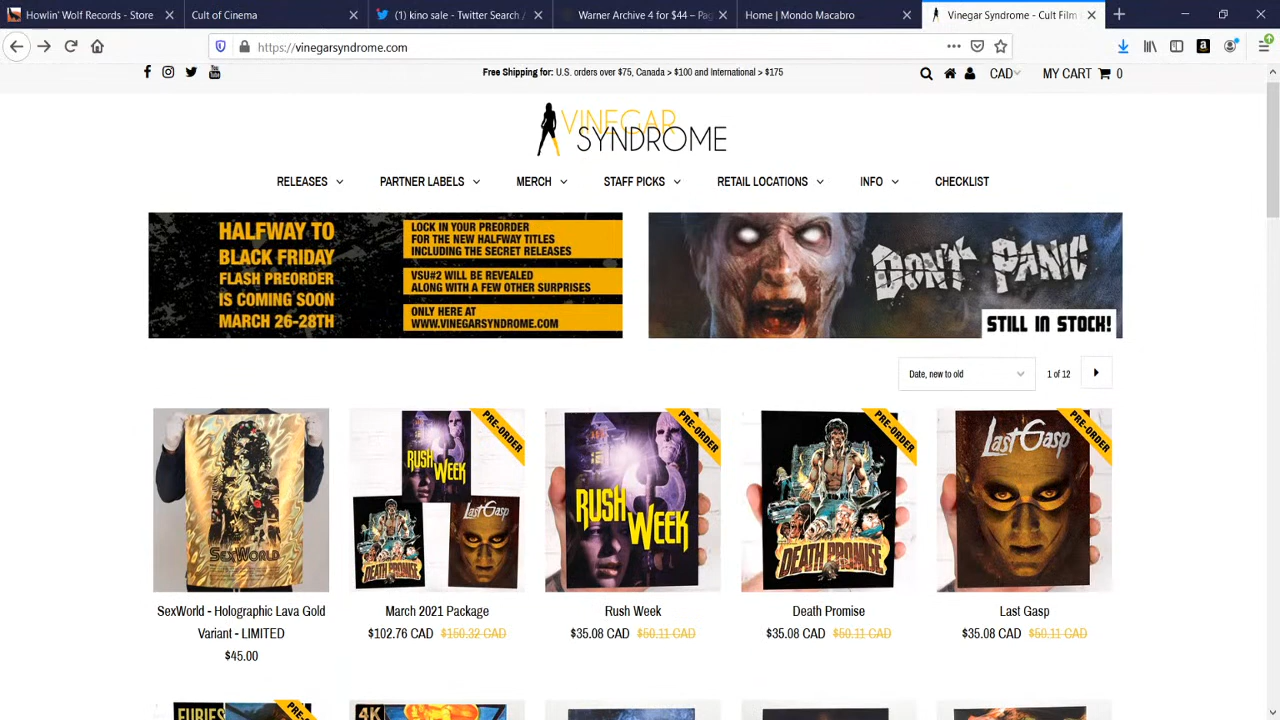 Howlin' Wolf Records - Store
Cult of Cinema
(1) kino sale - Twitter Search /
Warner Archive 4 for $44 – Pag
Home | Mondo Macabro
Vinegar Syndrome - Cult Film
https://vinegarsyndrome.com
Free Shipping for: U.S. orders over $75, Canada > $100 and International > $175
CAD
MY CART 0
VINEGAR
SYNDROME
RELEASES
PARTNER LABELS
MERCH
STAFF PICKS
RETAIL LOCATIONS
INFO
CHECKLIST
HALFWAY TO
BLACK FRIDAY
FLASH PREORDER
IS COMING SOON
MARCH 26-28TH
LOCK IN YOUR PREORDER
FOR THE NEW HALFWAY TITLES
INCLUDING THE SECRET RELEASES
VSU#2 WILL BE REVEALED
ALONG WITH A FEW OTHER SURPRISES
ONLY HERE AT
WWW.VINEGARSYNDROME.COM
DON'T PANIC
STILL IN STOCK!
Date, new to old
1 of 12
SEXWORLD
SexWorld - Holographic Lava Gold
Variant - LIMITED
$45.00
PRE-ORDER
RUSH
WEEK
DEATH PROMISE
Last Gasp
March 2021 Package
$102.76 CAD $150.32 CAD
PRE-ORDER
RUSH
WEEK
Rush Week
$35.08 CAD $50.11 CAD
PRE-ORDER
DEATH PROMISE
Death Promise
$35.08 CAD $50.11 CAD
PRE-ORDER
Last Gasp
Last Gasp
$35.08 CAD $50.11 CAD
FURIES
PRE-ORDER
4K